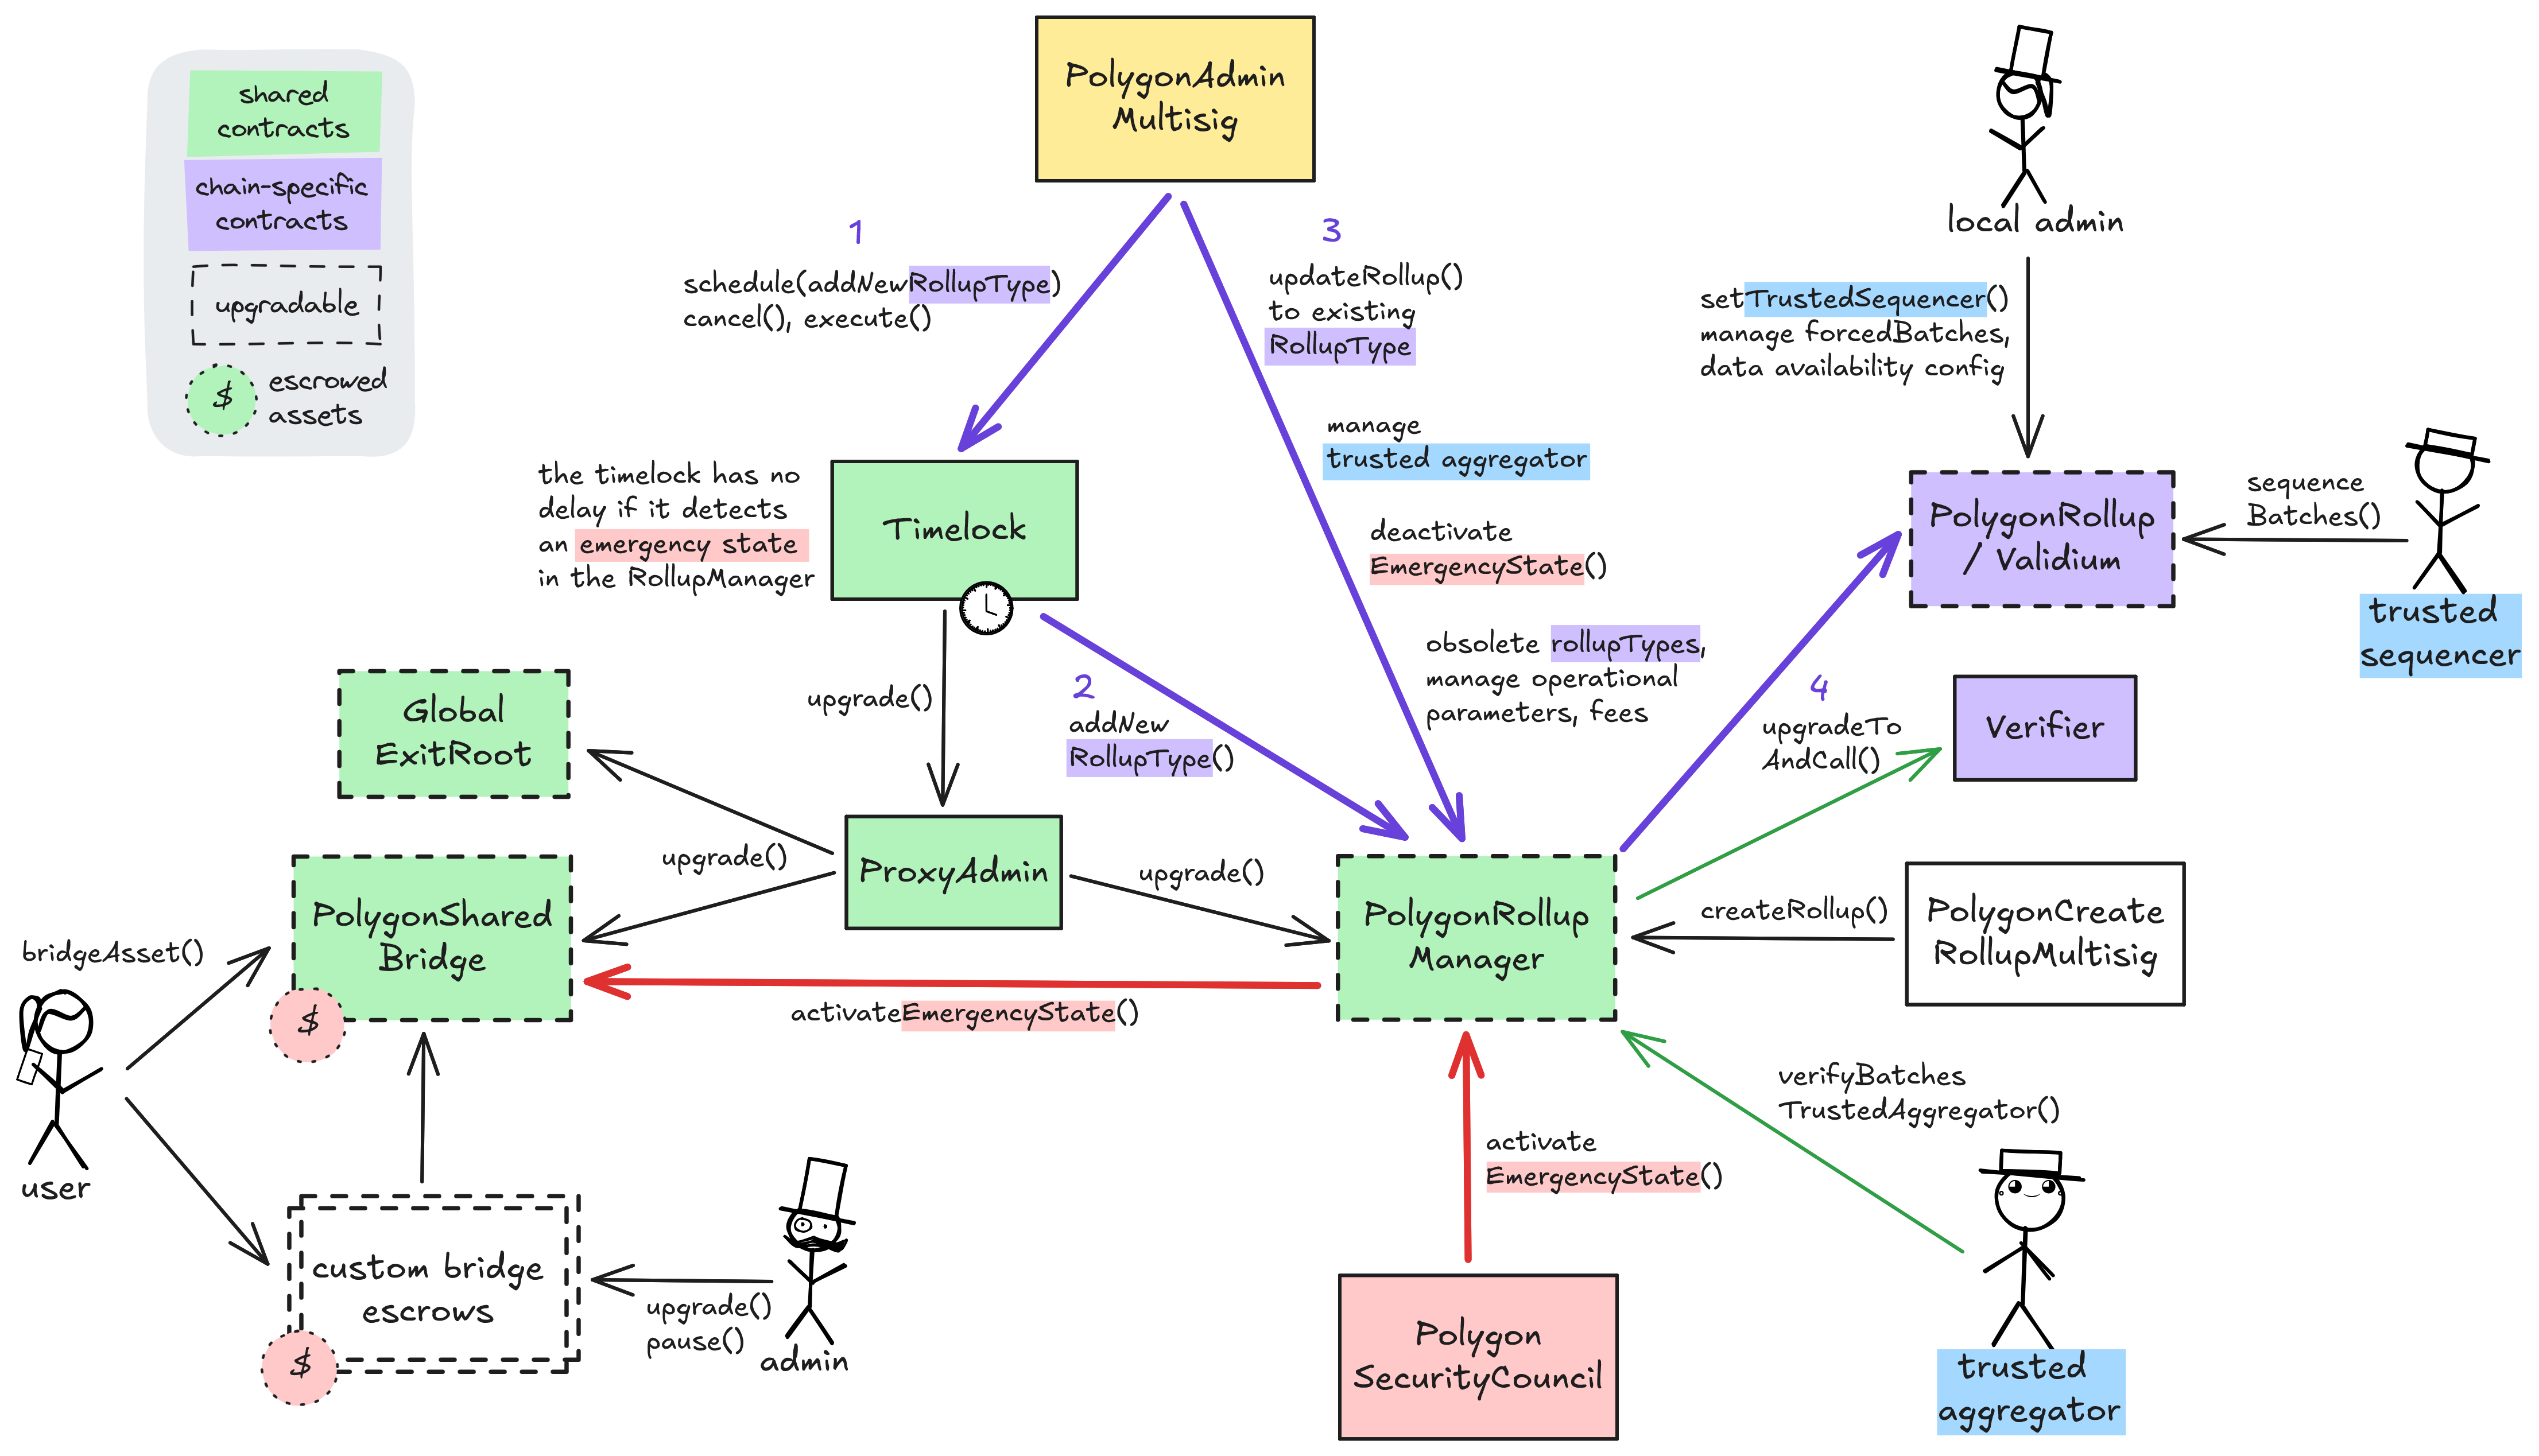 shared
contracts
chain-specific
contracts
upgradable
$
escrowed
assets
PolygonAdmin
Multisig
local admin
1
schedule(addNewRollupType)
cancel(), execute()
3
updateRollup()
to existing
RollupType
manage
trusted aggregator
deactivate
EmergencyState()
obsolete rollupTypes,
manage operational
parameters, fees
setTrustedSequencer()
manage forcedBatches,
data availability config
the timelock has no
delay if it detects
an emergency state
in the RollupManager
Timelock
PolygonRollup
/ Validium
sequence
Batches()
trusted
sequencer
upgrade()
2
addNew
RollupType()
4
upgradeTo
AndCall()
Verifier
Global
ExitRoot
upgrade()
ProxyAdmin
upgrade()
PolygonShared
Bridge
$
bridgeAsset()
user
activateEmergencyState()
PolygonRollup
Manager
createRollup()
PolygonCreate
RollupMultisig
verifyBatches
TrustedAggregator()
activate
EmergencyState()
custom bridge
escrows
$
upgrade()
pause()
admin
Polygon
SecurityCouncil
trusted
aggregator